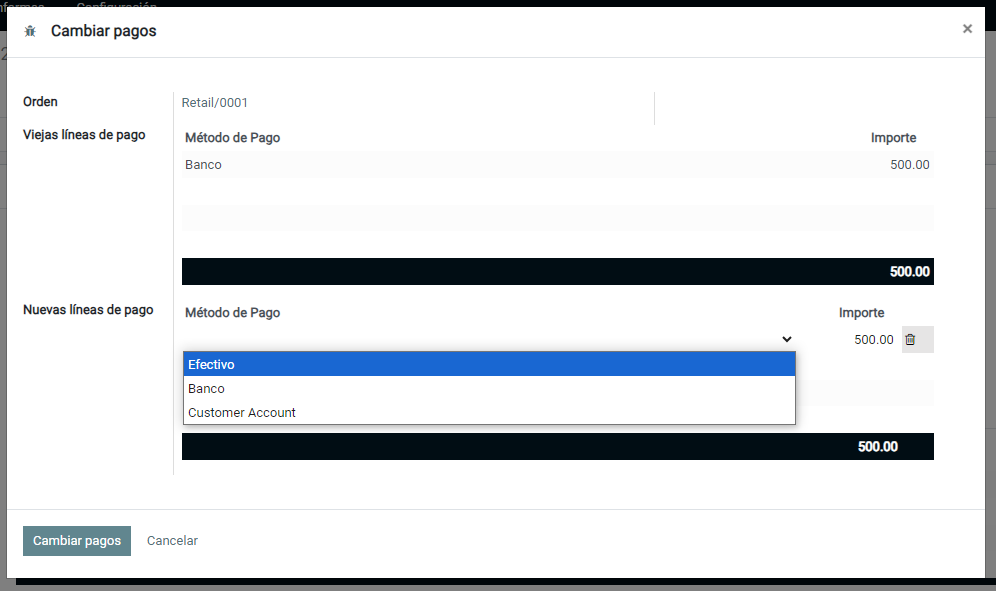 Configuración
Cambiar pagos
×
Orden
Retail/0001
Viejas líneas de pago
Método de Pago Importe
Banco 500.00
500.00
Nuevas líneas de pago
Método de Pago Importe
500.00
Efectivo
Banco
Customer Account
500.00
Cambiar pagos Cancelar